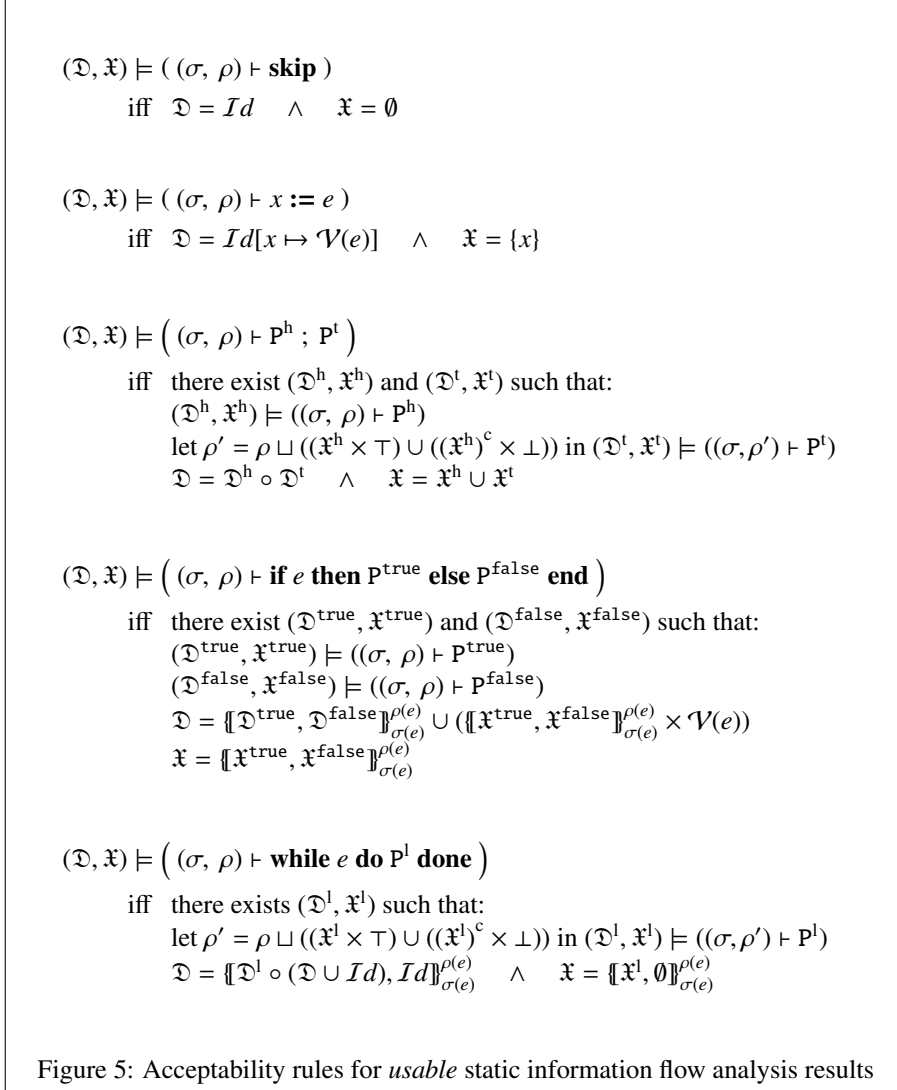 (𝔇, 𝔛) ⊨ ( (σ, ρ) ⊢ skip )
iff 𝔇 = Id ∧ 𝔛 = ∅
(𝔇, 𝔛) ⊨ ( (σ, ρ) ⊢ x := e )
iff 𝔇 = Id[x ↦ 𝒱(e)] ∧ 𝔛 = {x}
(𝔇, 𝔛) ⊨ ( (σ, ρ) ⊢ P^h ; P^t )
iff there exist (𝔇^h, 𝔛^h) and (𝔇^t, 𝔛^t) such that:
(𝔇^h, 𝔛^h) ⊨ ((σ, ρ) ⊢ P^h)
let ρ′ = ρ ⊔ ((𝔛^h × ⊤) ∪ ((𝔛^h)^c × ⊥)) in (𝔇^t, 𝔛^t) ⊨ ((σ, ρ′) ⊢ P^t)
𝔇 = 𝔇^h ∘ 𝔇^t ∧ 𝔛 = 𝔛^h ∪ 𝔛^t
(𝔇, 𝔛) ⊨ ( (σ, ρ) ⊢ if e then P^true else P^false end )
iff there exist (𝔇^true, 𝔛^true) and (𝔇^false, 𝔛^false) such that:
(𝔇^true, 𝔛^true) ⊨ ((σ, ρ) ⊢ P^true)
(𝔇^false, 𝔛^false) ⊨ ((σ, ρ) ⊢ P^false)
𝔇 = ⦃𝔇^true, 𝔇^false⦄^ρ(e)_σ(e) ∪ (⦃𝔛^true, 𝔛^false⦄^ρ(e)_σ(e) × 𝒱(e))
𝔛 = ⦃𝔛^true, 𝔛^false⦄^ρ(e)_σ(e)
(𝔇, 𝔛) ⊨ ( (σ, ρ) ⊢ while e do P^l done )
iff there exists (𝔇^l, 𝔛^l) such that:
let ρ′ = ρ ⊔ ((𝔛^l × ⊤) ∪ ((𝔛^l)^c × ⊥)) in (𝔇^l, 𝔛^l) ⊨ ((σ, ρ′) ⊢ P^l)
𝔇 = ⦃𝔇^l ∘ (𝔇 ∪ Id), Id⦄^ρ(e)_σ(e) ∧ 𝔛 = ⦃𝔛^l, ∅⦄^ρ(e)_σ(e)
Figure 5: Acceptability rules for usable static information flow analysis results